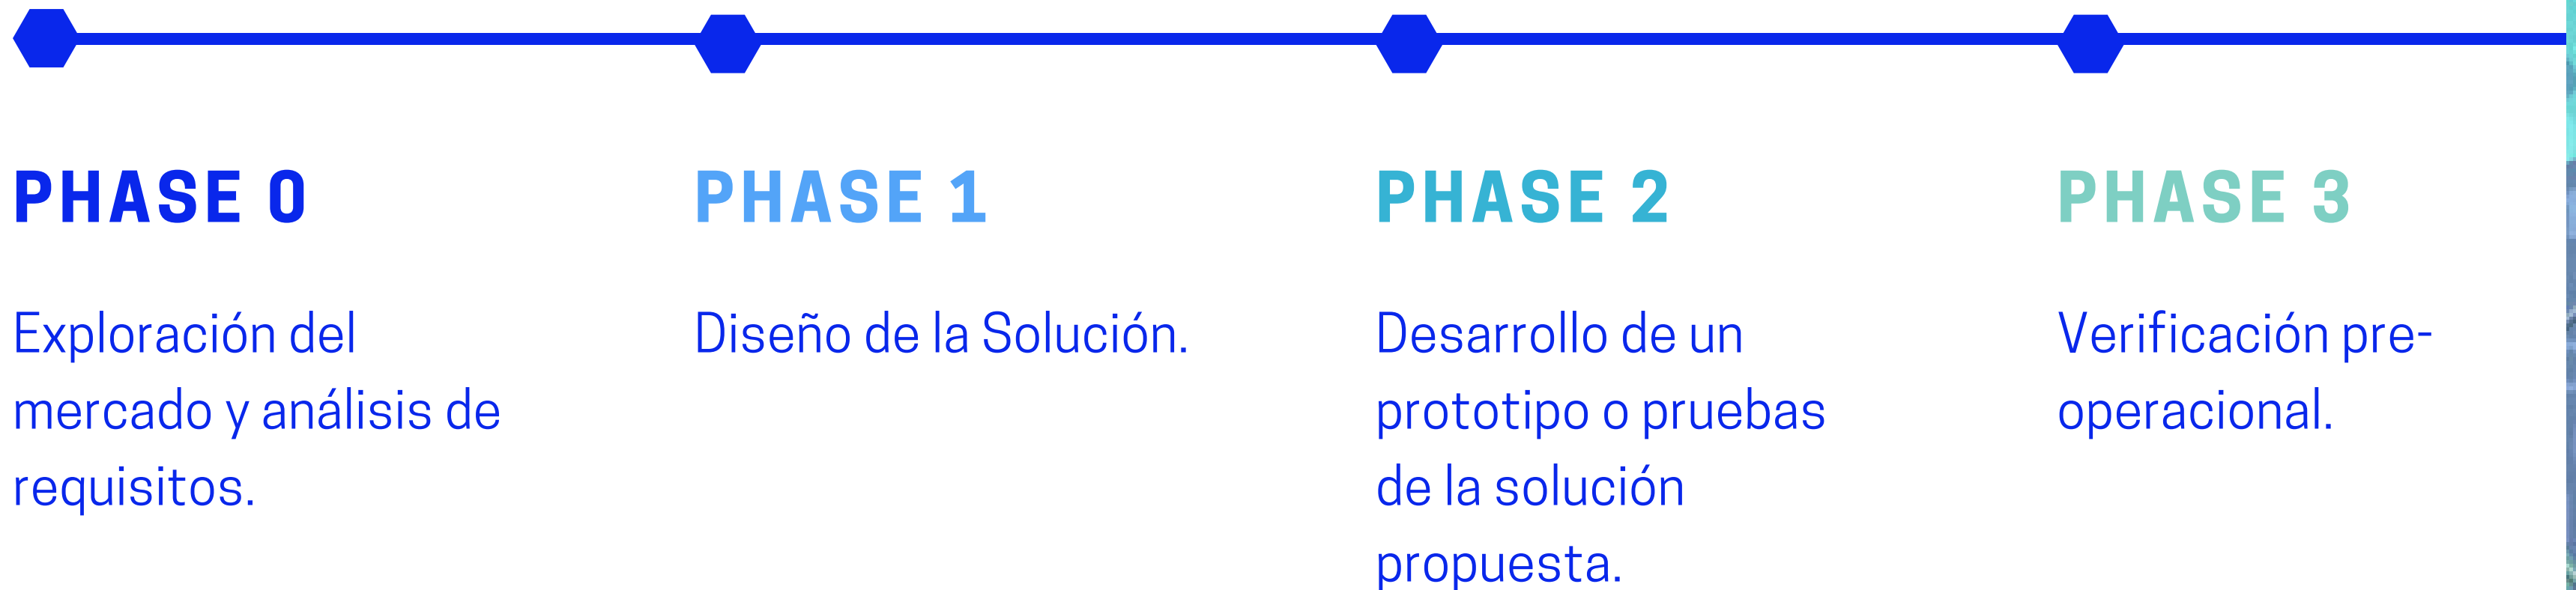 PHASE 0
Exploración del
mercado y análisis de
requisitos.
PHASE 1
Diseño de la Solución.
PHASE 2
Desarrollo de un
prototipo o pruebas
de la solución
propuesta.
PHASE 3
Verificación pre-
operacional.